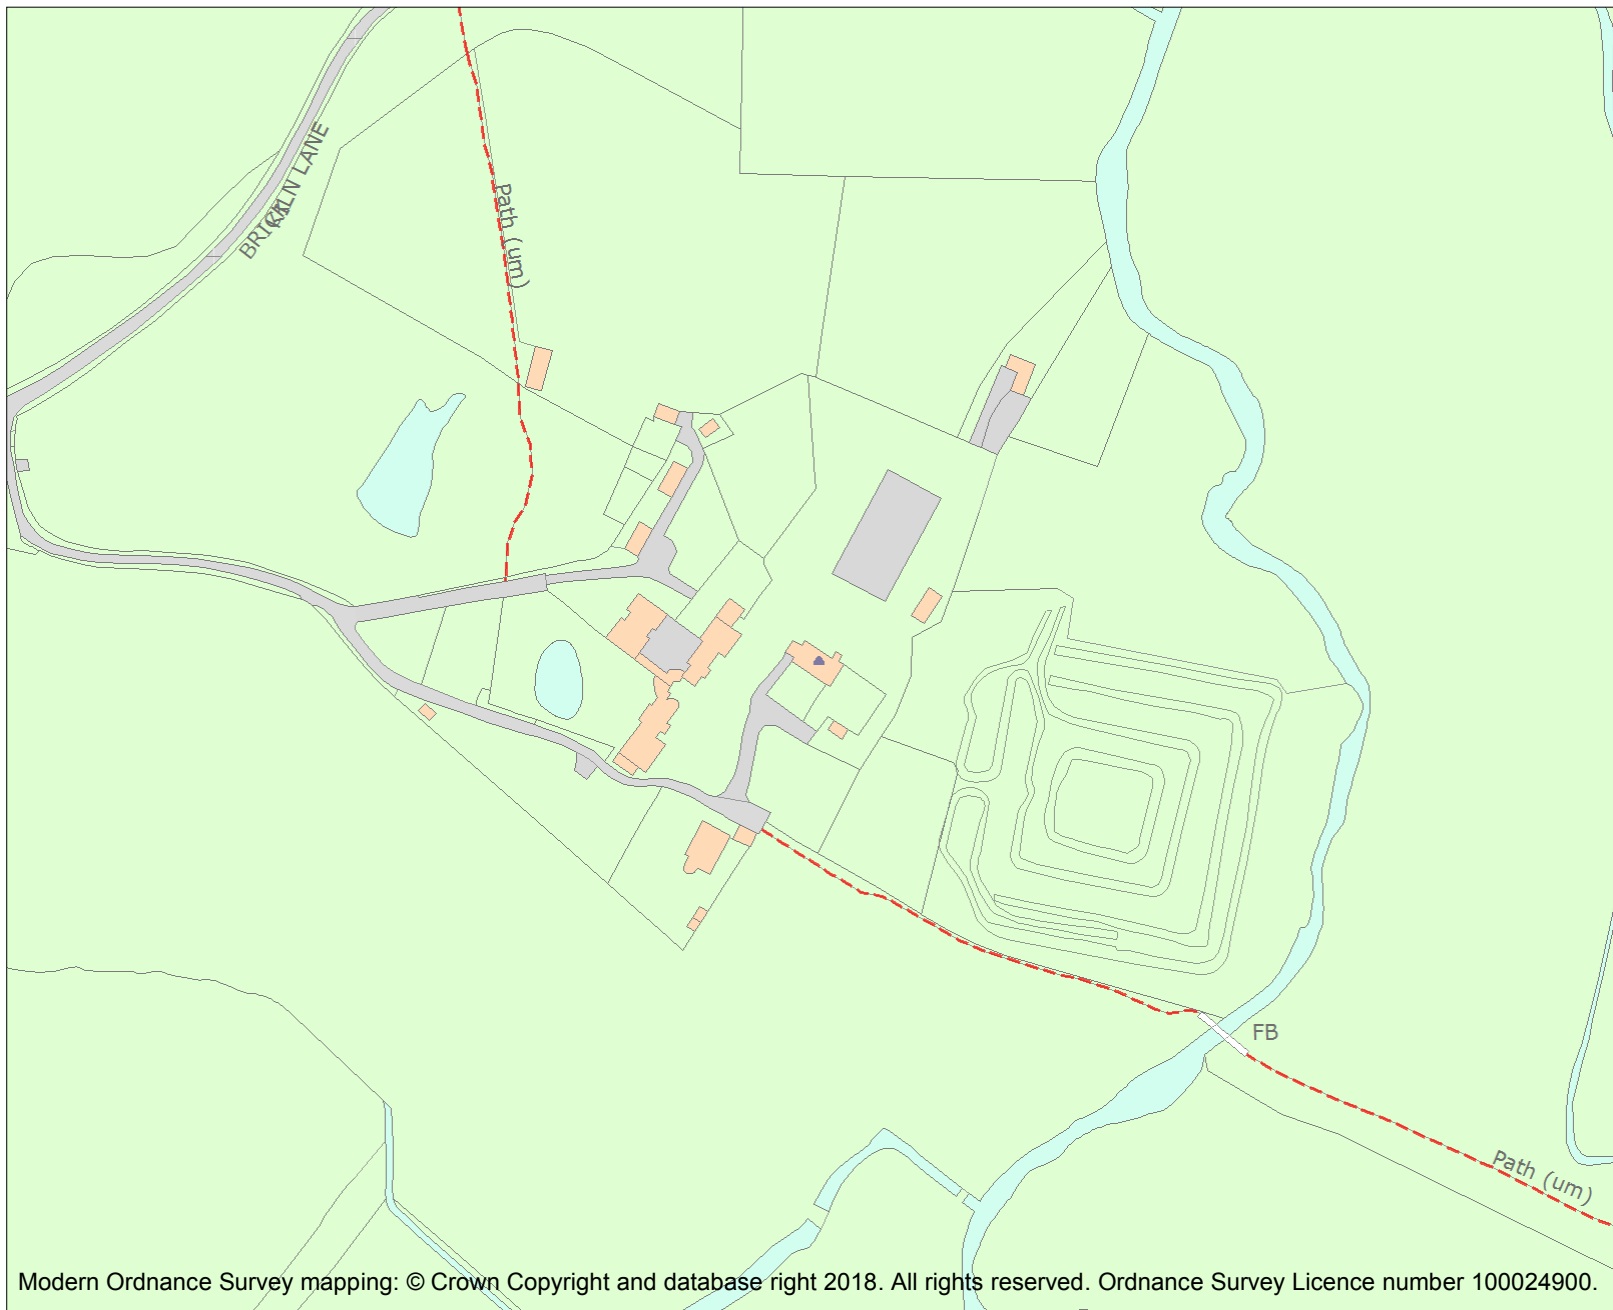 BRICK KILN LANE
Path (um)
FB
Path (um)
Modern Ordnance Survey mapping: © Crown Copyright and database right 2018. All rights reserved. Ordnance Survey Licence number 100024900.